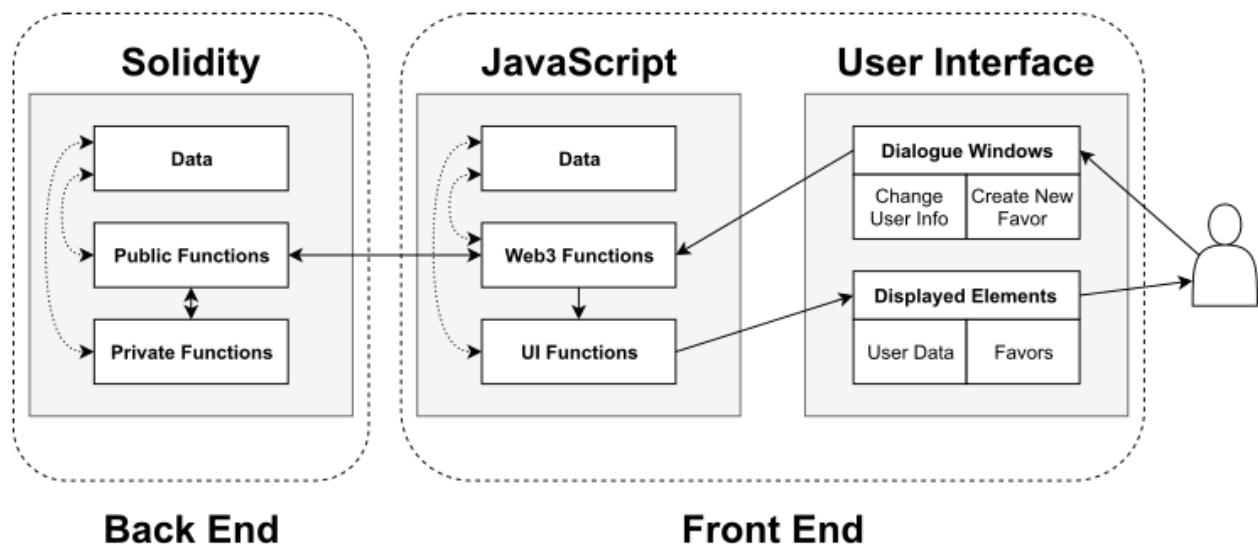 Solidity
Data
Public Functions
Private Functions
JavaScript
Data
Web3 Functions
UI Functions
User Interface
Dialogue Windows
Change
User Info
Create New
Favor
Displayed Elements
User Data
Favors
Back End
Front End